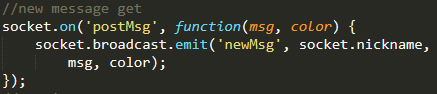 //new message get
socket.on('postMsg', function(msg, color) {
    socket.broadcast.emit('newMsg', socket.nickname,
        msg, color);
});